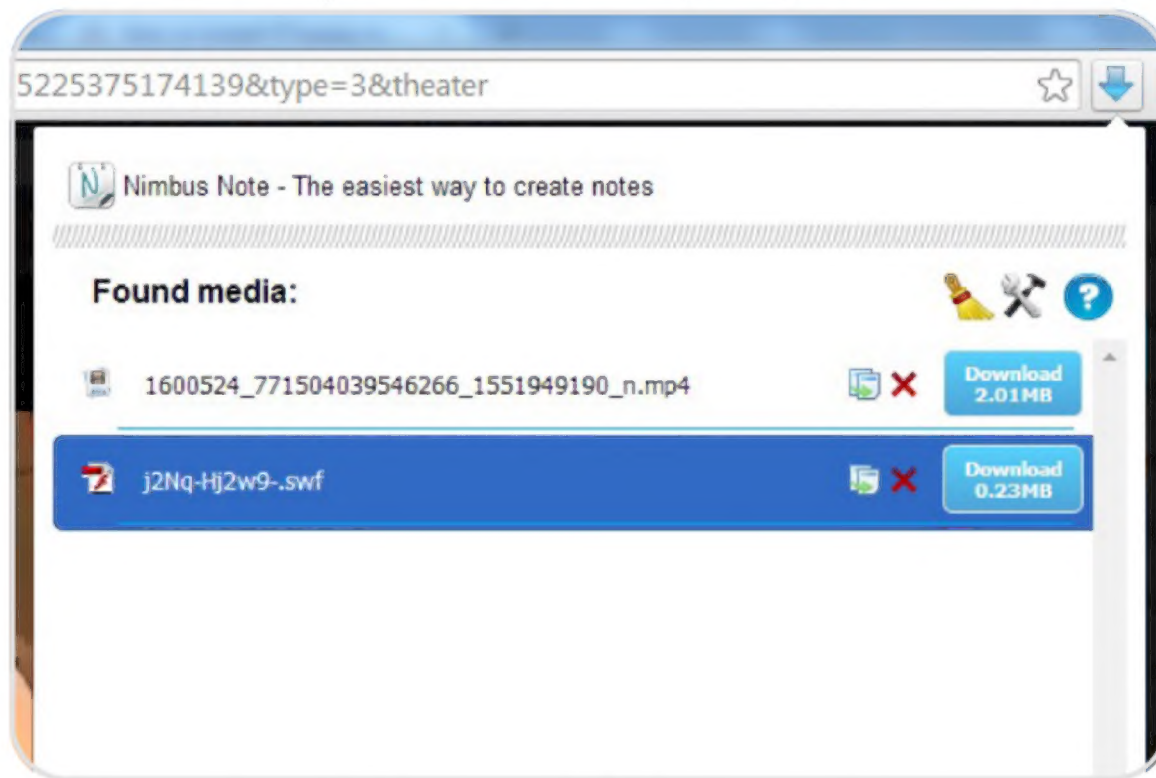 5225375174139&type=3&theater
N
Nimbus Note - The easiest way to create notes
Found media:
?
1600524_771504039546266_1551949190_n.mp4
Download
2.01MB
j2Nq-Hj2w9-.swf
Download
0.23MB